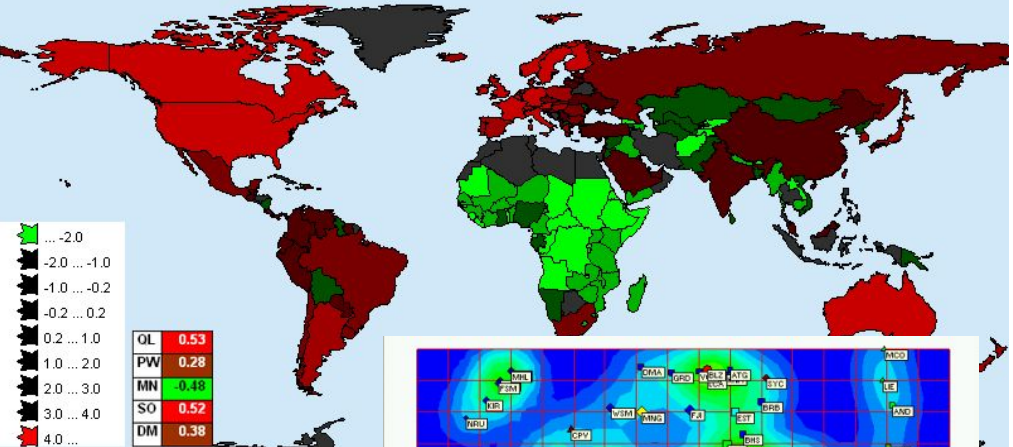 ... -2.0
-2.0 ... -1.0
-1.0 ... -0.2
-0.2 ... 0.2
0.2 ... 1.0
1.0 ... 2.0
2.0 ... 3.0
3.0 ... 4.0
4.0 ...
QL 0.53
PW 0.28
MN -0.48
SO 0.52
DM 0.38
MCO
MHL
FSM
KIR
NRU
CPY
DMA
GRD
BLZ
ATG
SYC
WSM
MNG
FJI
EST
BRB
BHS
LIE
AND